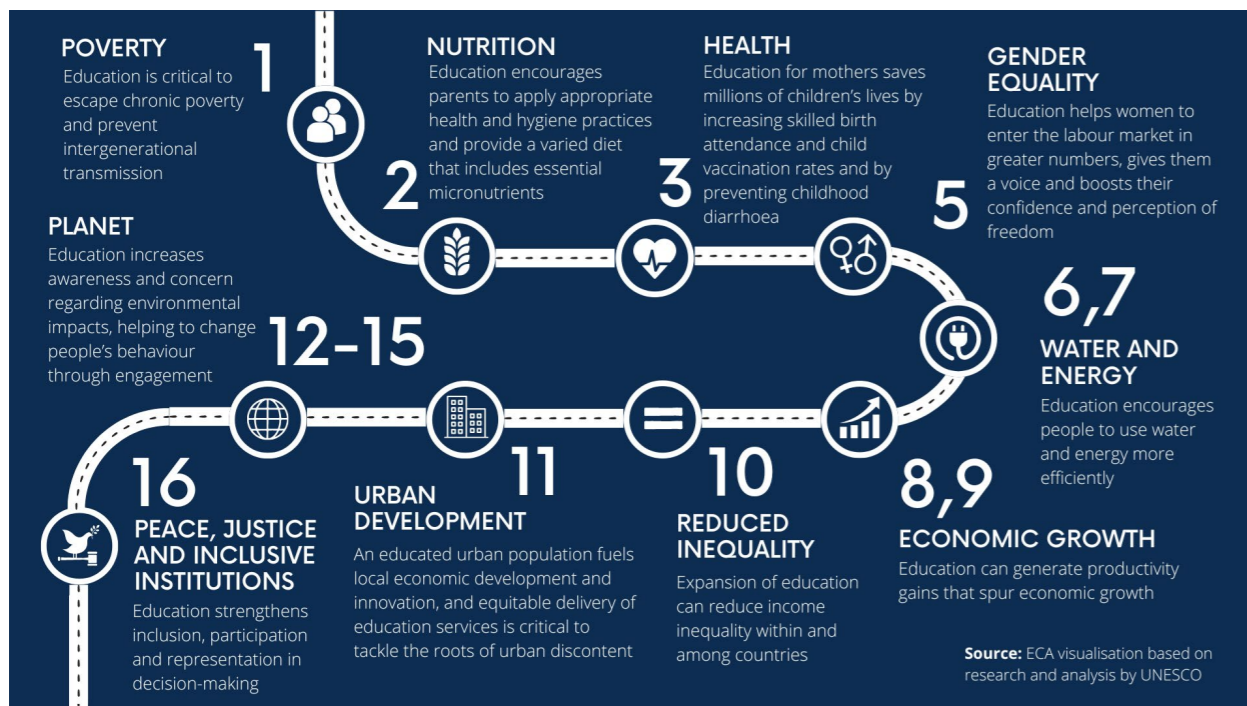 POVERTY
1
Education is critical to
escape chronic poverty
and prevent
intergenerational
transmission
NUTRITION
Education encourages
parents to apply appropriate
health and hygiene practices
and provide a varied diet
that includes essential
micronutrients
2
HEALTH
Education for mothers saves
millions of children’s lives by
increasing skilled birth
attendance and child
vaccination rates and by
preventing childhood
diarrhoea
3
GENDER
EQUALITY
Education helps women to
enter the labour market in
greater numbers, gives them
a voice and boosts their
confidence and perception of
freedom
5
6,7
WATER AND
ENERGY
Education encourages
people to use water
and energy more
efficiently
8,9
ECONOMIC GROWTH
Education can generate productivity
gains that spur economic growth
10
REDUCED
INEQUALITY
Expansion of education
can reduce income
inequality within and
among countries
11
URBAN
DEVELOPMENT
An educated urban population fuels
local economic development and
innovation, and equitable delivery of
education services is critical to
tackle the roots of urban discontent
PLANET
Education increases
awareness and concern
regarding environmental
impacts, helping to change
people’s behaviour
through engagement
12-15
16
PEACE, JUSTICE
AND INCLUSIVE
INSTITUTIONS
Education strengthens
inclusion, participation
and representation in
decision-making
Source: ECA visualisation based on
research and analysis by UNESCO